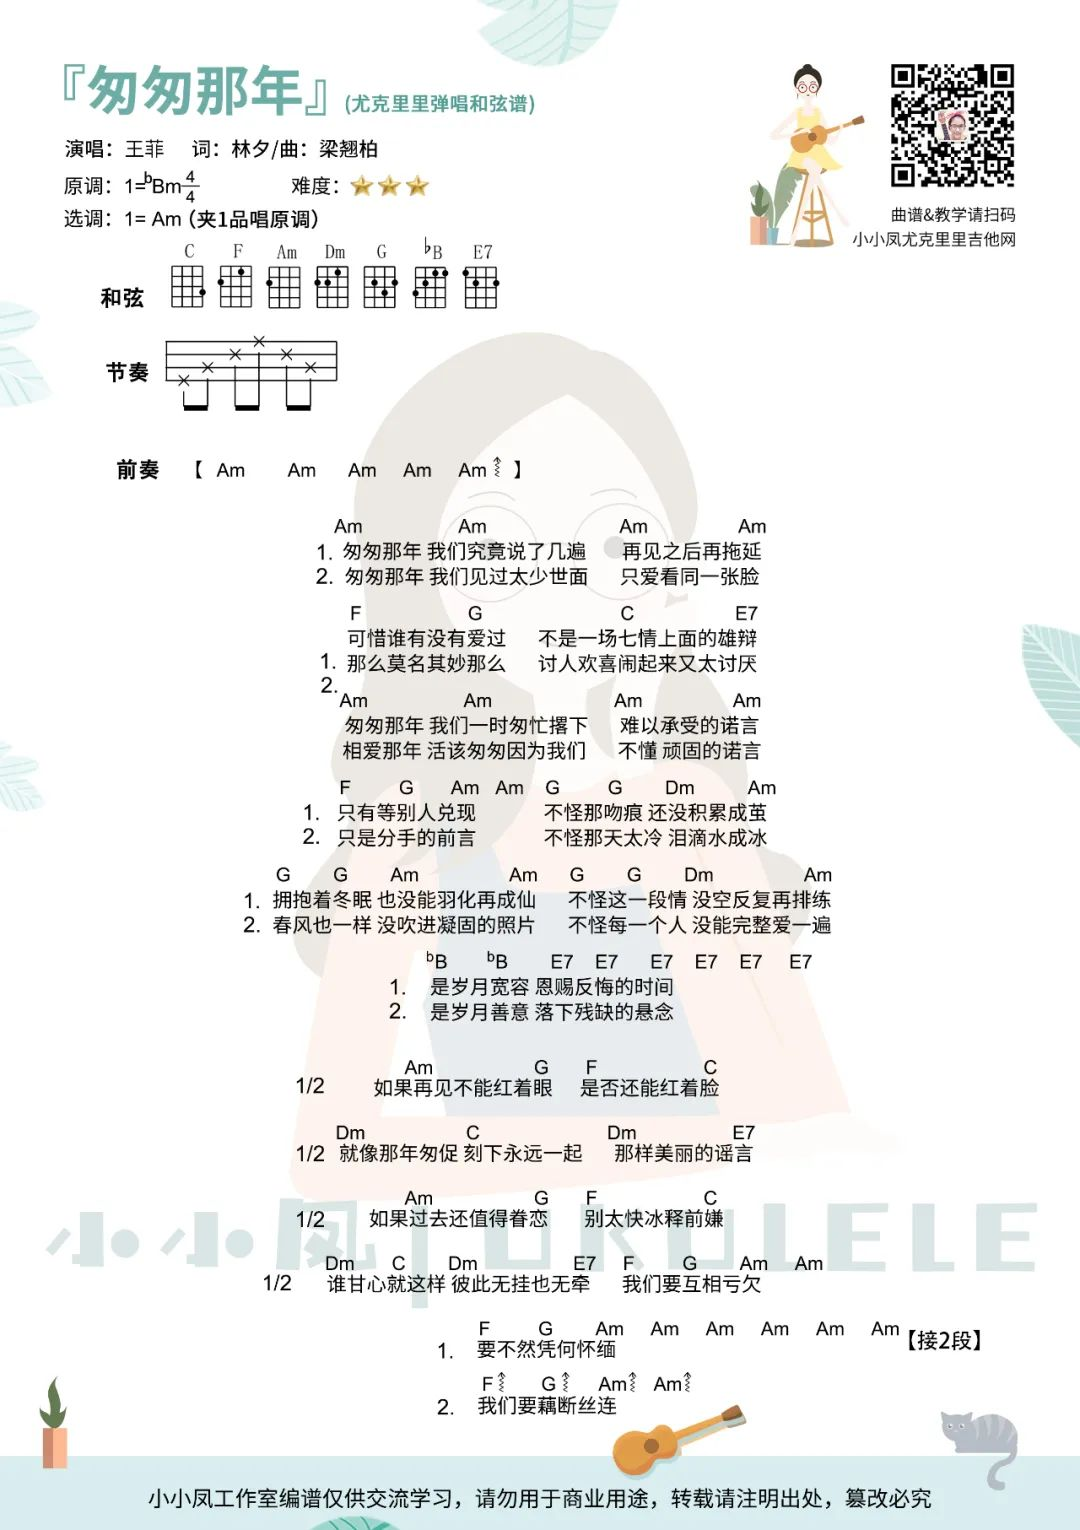 『匆匆那年』(尤克里里弹唱和弦谱)
演唱：王菲 词：林夕/曲：梁翘柏
原调：1=ᵇBm 4/4 难度：
选调：1= Am（夹1品唱原调）
曲谱&教学请扫码
小小凤尤克里里吉他网
C F Am Dm G ᵇB E7
和弦
节奏
前奏 【 Am Am Am Am Am 】
Am Am Am Am
1. 匆匆那年 我们究竟说了几遍 再见之后再拖延
2. 匆匆那年 我们见过太少世面 只爱看同一张脸
F G C E7
可惜谁有没有爱过 不是一场七情上面的雄辩
1. 那么莫名其妙那么 讨人欢喜闹起来又太讨厌
2.
Am Am Am Am
匆匆那年 我们一时匆忙撂下 难以承受的诺言
相爱那年 活该匆匆因为我们 不懂 顽固的诺言
F G Am Am G G Dm Am
1. 只有等别人兑现 不怪那吻痕 还没积累成茧
2. 只是分手的前言 不怪那天太冷 泪滴水成冰
G G Am Am G G Dm Am
1. 拥抱着冬眠 也没能羽化再成仙 不怪这一段情 没空反复再排练
2. 春风也一样 没吹进凝固的照片 不怪每一个人 没能完整爱一遍
ᵇB ᵇB E7 E7 E7 E7 E7 E7
1. 是岁月宽容 恩赐反悔的时间
2. 是岁月善意 落下残缺的悬念
Am G F C
1/2 如果再见不能红着眼 是否还能红着脸
Dm C Dm E7
1/2 就像那年匆促 刻下永远一起 那样美丽的谣言
Am G F C
1/2 如果过去还值得眷恋 别太快冰释前嫌
Dm C Dm E7 F G Am Am
1/2 谁甘心就这样 彼此无挂也无牵 我们要互相亏欠
F G Am Am Am Am Am Am 【接2段】
1. 要不然凭何怀缅
F G Am Am
2. 我们要藕断丝连
小小凤 | UKULELE
小小凤工作室编谱仅供交流学习，请勿用于商业用途，转载请注明出处，篡改必究